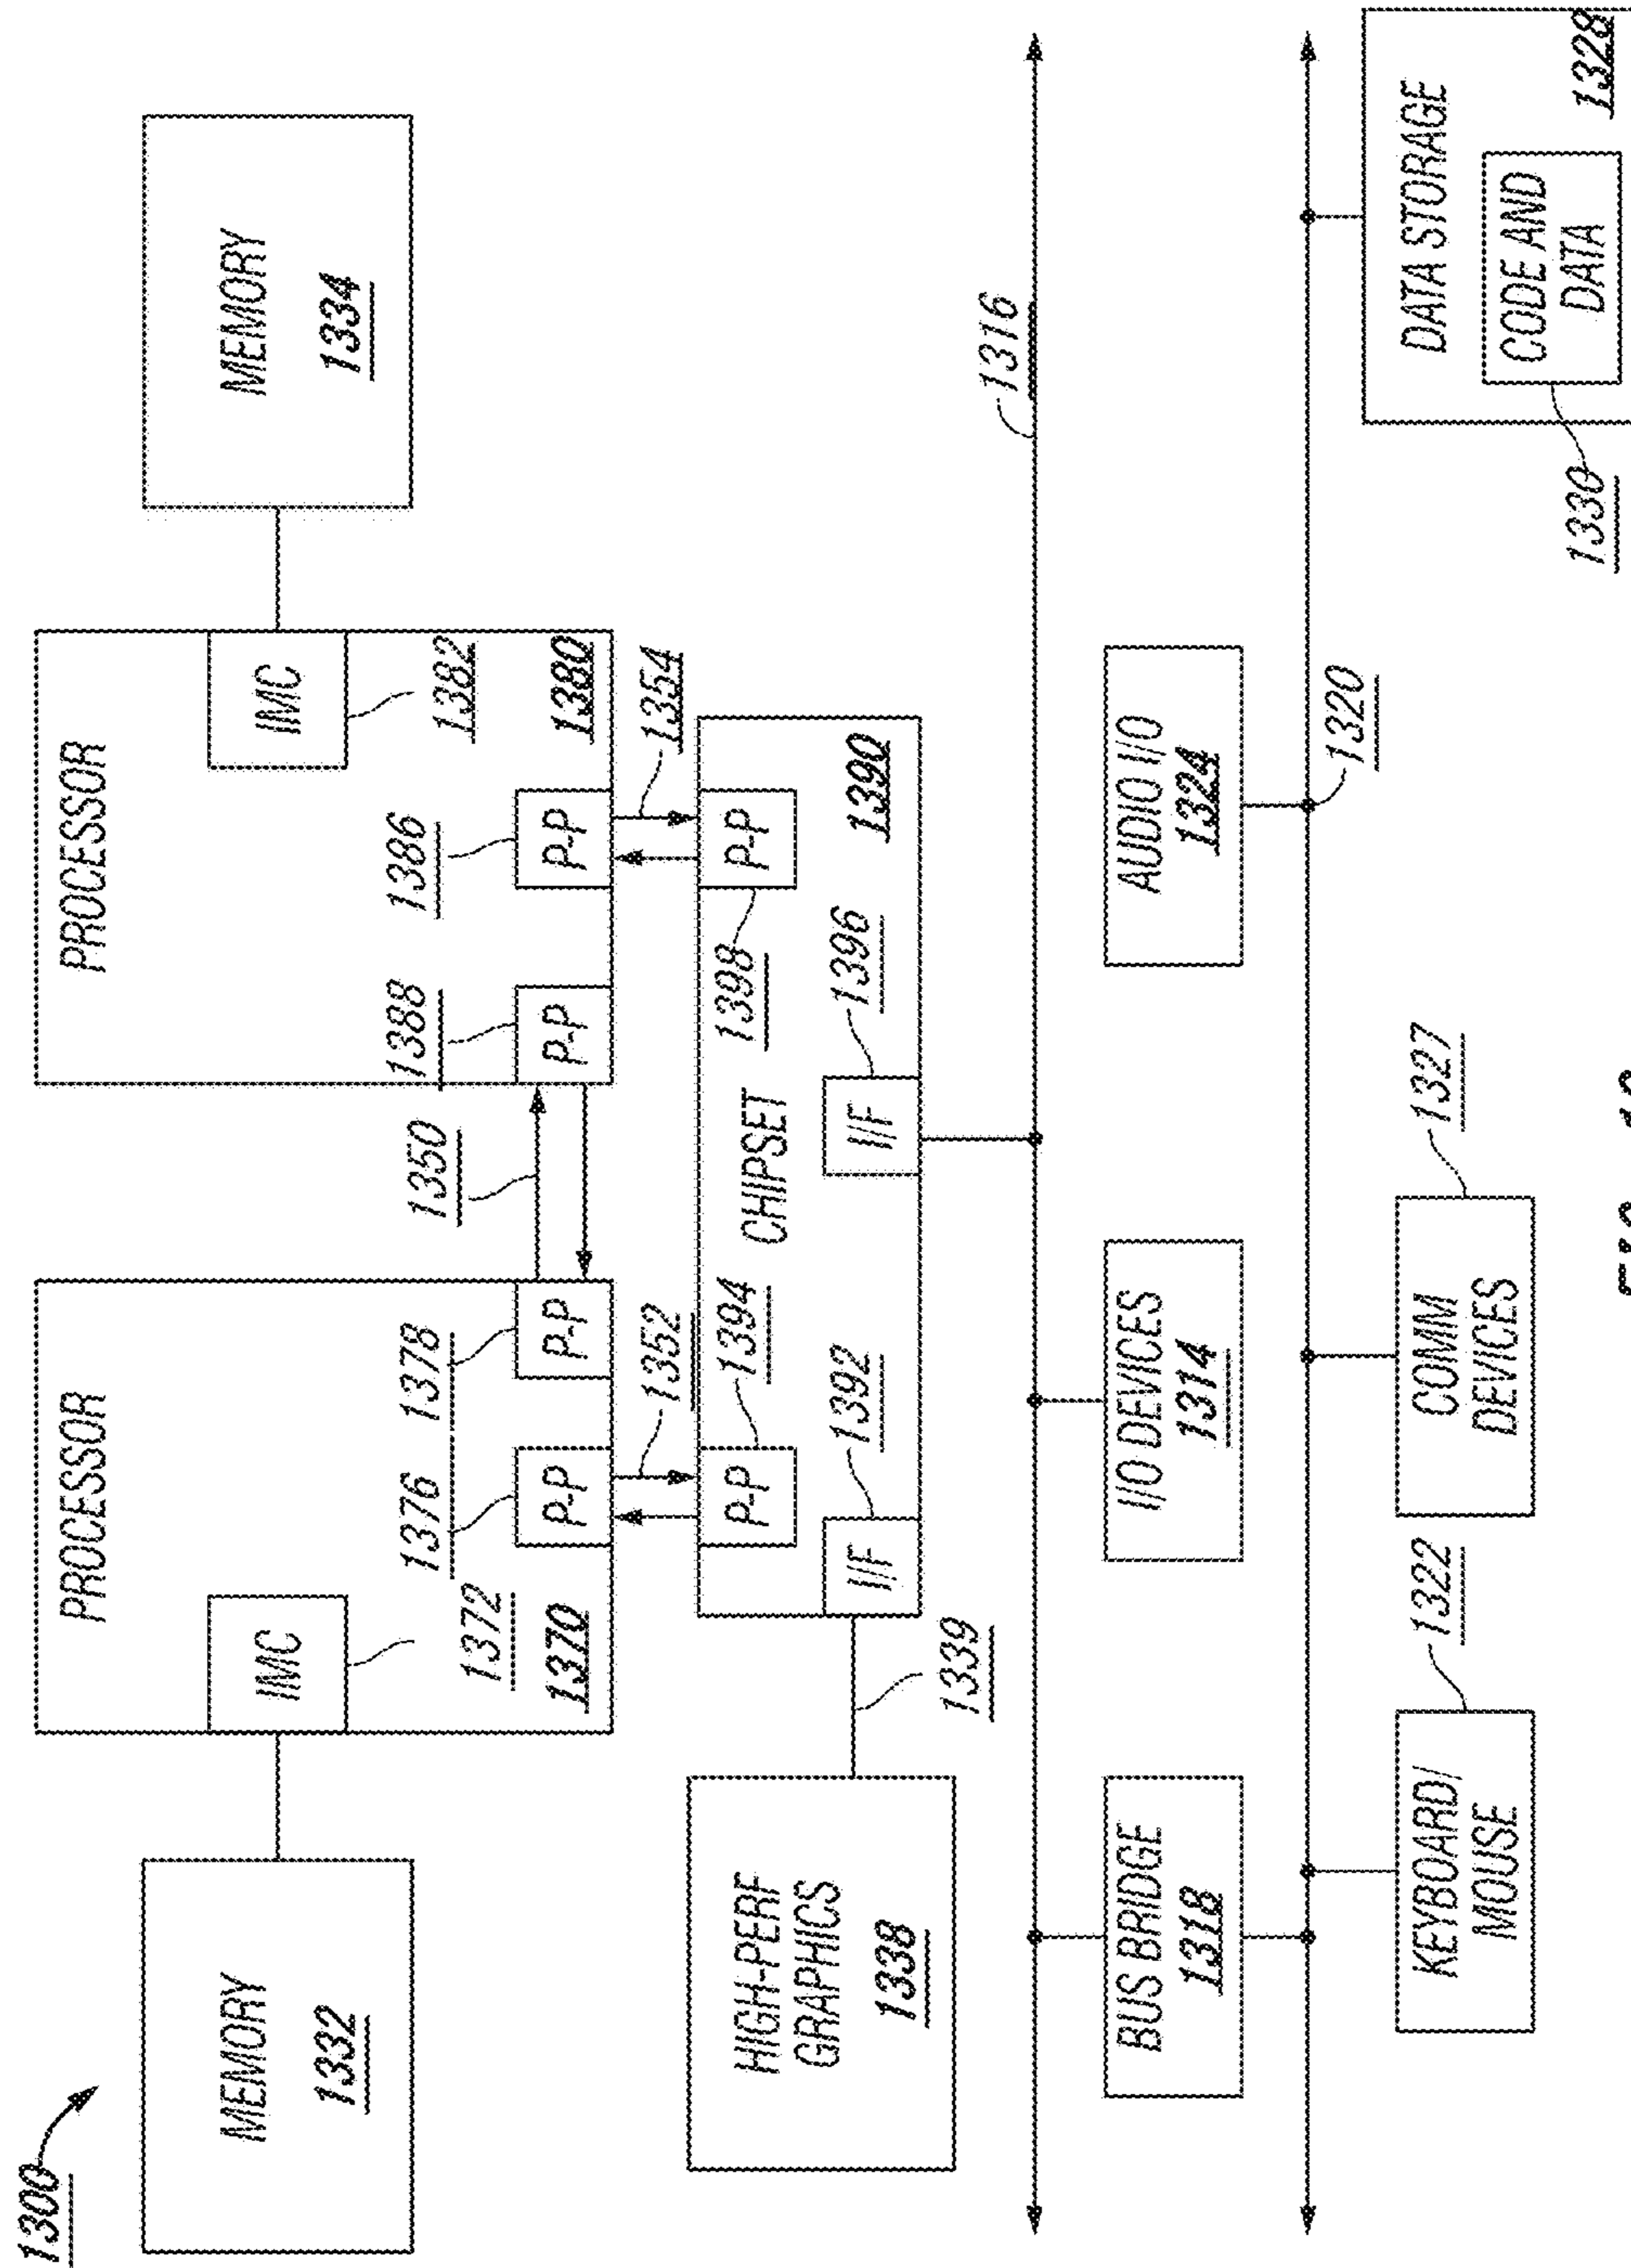 1300
PROCESSOR
PROCESSOR
MEMORY
1332
IMC
1372
1370
1376
1378
P-P
P-P
1350
1388
1386
P-P
P-P
IMC
1382
1380
MEMORY
1334
1352
1354
HIGH-PERF
GRAPHICS
1338
1339
P-P
1394
CHIPSET
P-P
1398
1390
I/F
1392
I/F
1396
1316
BUS BRIDGE
1318
I/O DEVICES
1314
AUDIO I/O
1324
1320
KEYBOARD/
MOUSE
1322
COMM
DEVICES
1327
DATA STORAGE
CODE AND
DATA
1330
1328